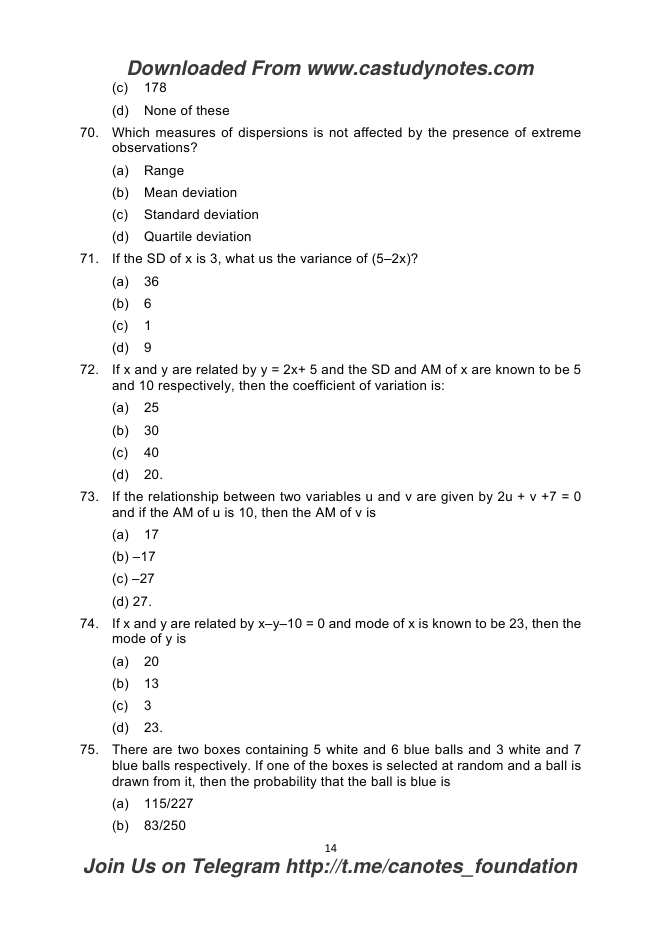 Downloaded From www.castudynotes.com
(c) 178
(d) None of these
70. Which measures of dispersions is not affected by the presence of extreme
observations?
(a) Range
(b) Mean deviation
(c) Standard deviation
(d) Quartile deviation
71. If the SD of x is 3, what us the variance of (5–2x)?
(a) 36
(b) 6
(c) 1
(d) 9
72. If x and y are related by y = 2x+ 5 and the SD and AM of x are known to be 5
and 10 respectively, then the coefficient of variation is:
(a) 25
(b) 30
(c) 40
(d) 20.
73. If the relationship between two variables u and v are given by 2u + v +7 = 0
and if the AM of u is 10, then the AM of v is
(a) 17
(b) –17
(c) –27
(d) 27.
74. If x and y are related by x–y–10 = 0 and mode of x is known to be 23, then the
mode of y is
(a) 20
(b) 13
(c) 3
(d) 23.
75. There are two boxes containing 5 white and 6 blue balls and 3 white and 7
blue balls respectively. If one of the boxes is selected at random and a ball is
drawn from it, then the probability that the ball is blue is
(a) 115/227
(b) 83/250
14
Join Us on Telegram http://t.me/canotes_foundation